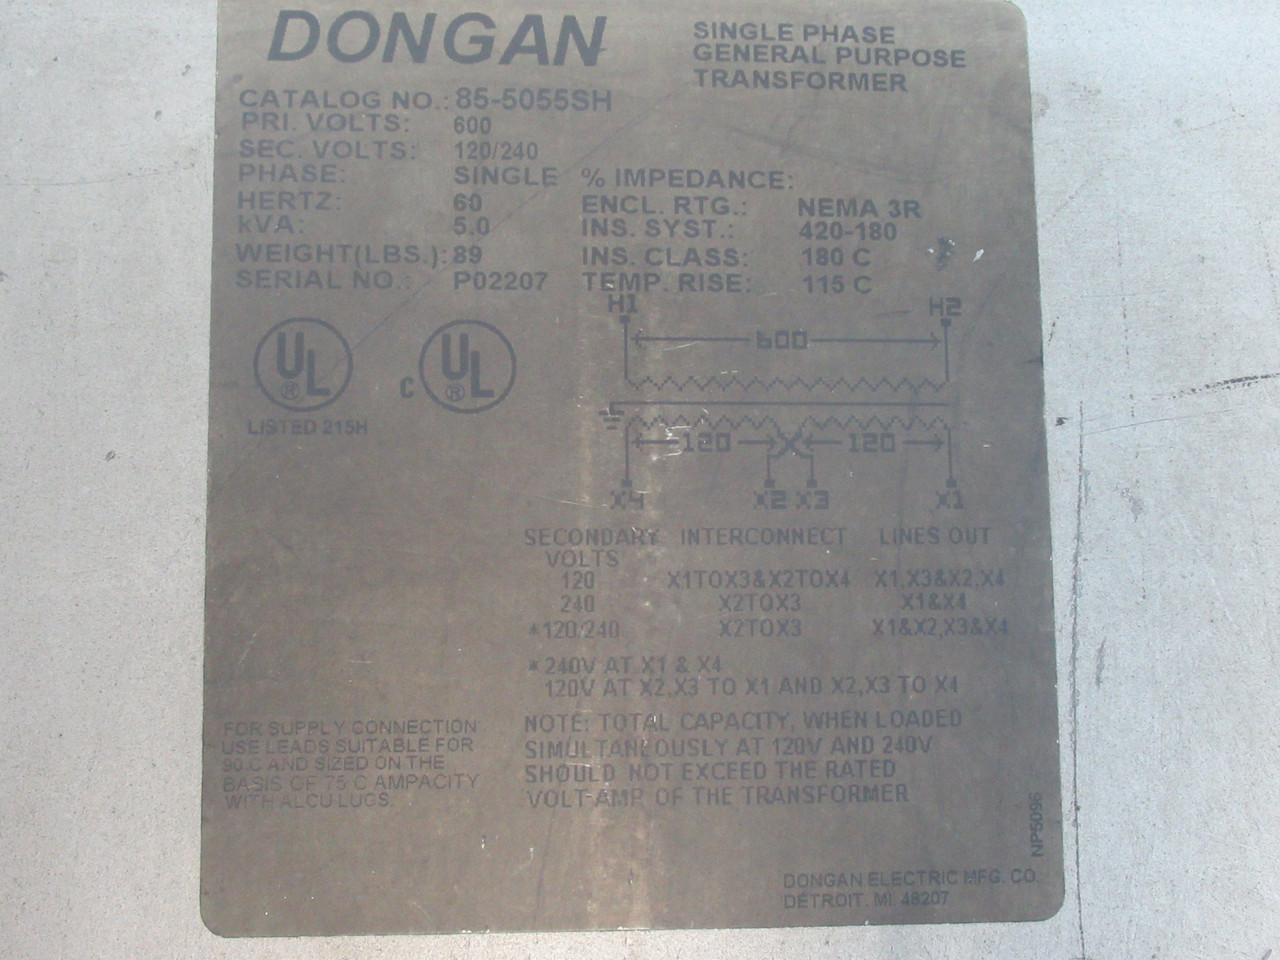 DONGAN
SINGLE PHASE
GENERAL PURPOSE
TRANSFORMER
CATALOG NO.: 85-5055SH
PRI. VOLTS: 600
SEC. VOLTS: 120/240
PHASE: SINGLE % IMPEDANCE:
HERTZ: 60 ENCL. RTG.: NEMA 3R
kVA: 5.0 INS. SYST.: 420-180
WEIGHT(LBS.): 89 INS. CLASS: 180 C
SERIAL NO.: P02207 TEMP. RISE: 115 C
H1 H2
600
UL ® C UL ®
LISTED 215H
120 120
X4 X2 X3 X1
SECONDARY INTERCONNECT LINES OUT
VOLTS
120 X1TOX3&X2TOX4 X1,X3&X2,X4
240 X2TOX3 X1&X4
*120/240 X2TOX3 X1&X2,X3&X4
*240V AT X1 & X4
120V AT X2,X3 TO X1 AND X2,X3 TO X4
NOTE: TOTAL CAPACITY, WHEN LOADED
SIMULTANEOUSLY AT 120V AND 240V
SHOULD NOT EXCEED THE RATED
VOLT-AMP OF THE TRANSFORMER
FOR SUPPLY CONNECTION
USE LEADS SUITABLE FOR
90 C AND SIZED ON THE
BASIS OF 75 C AMPACITY
WITH ALCU LUGS.
NP5096
DONGAN ELECTRIC MFG. CO.
DETROIT, MI. 48207